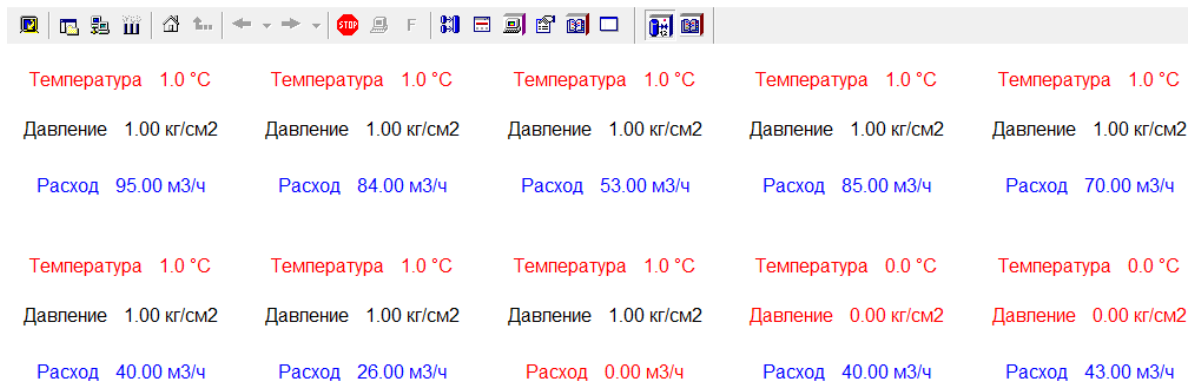 STOP F
Температура 1.0 °C Температура 1.0 °C Температура 1.0 °C Температура 1.0 °C Температура 1.0 °C
Давление 1.00 кг/см2 Давление 1.00 кг/см2 Давление 1.00 кг/см2 Давление 1.00 кг/см2 Давление 1.00 кг/см2
Расход 95.00 м3/ч Расход 84.00 м3/ч Расход 53.00 м3/ч Расход 85.00 м3/ч Расход 70.00 м3/ч
Температура 1.0 °C Температура 1.0 °C Температура 1.0 °C Температура 0.0 °C Температура 0.0 °C
Давление 1.00 кг/см2 Давление 1.00 кг/см2 Давление 1.00 кг/см2 Давление 0.00 кг/см2 Давление 0.00 кг/см2
Расход 40.00 м3/ч Расход 26.00 м3/ч Расход 0.00 м3/ч Расход 40.00 м3/ч Расход 43.00 м3/ч